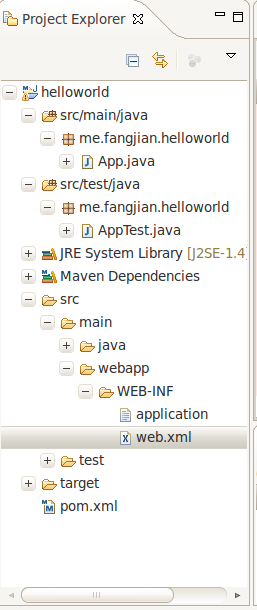 Project Explorer
helloworld
src/main/java
me.fangjian.helloworld
App.java
src/test/java
me.fangjian.helloworld
AppTest.java
JRE System Library [J2SE-1.4]
Maven Dependencies
src
main
java
webapp
WEB-INF
application
web.xml
test
target
pom.xml